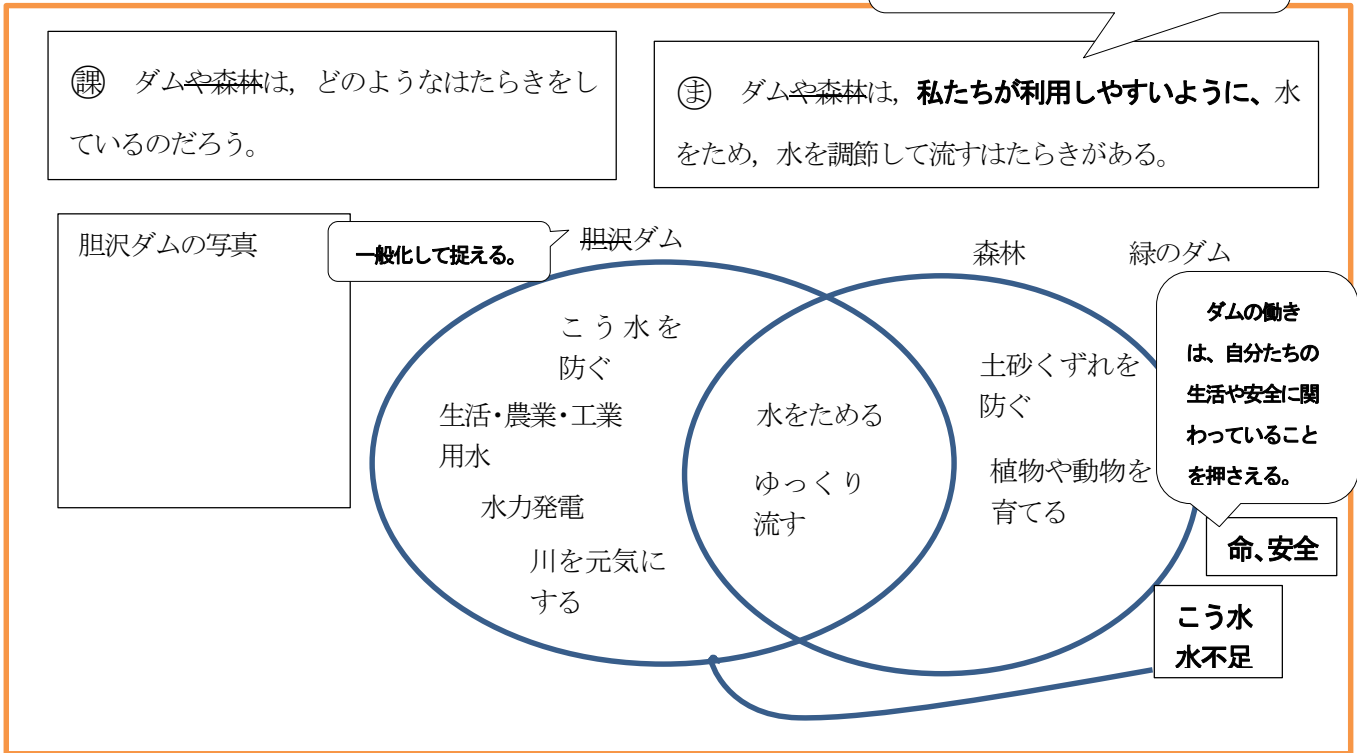 ㋕ ダムや森林は，どのようなはたらきをし
ているのだろう。
㋮ ダムや森林は，私たちが利用しやすいように、水
をため，水を調節して流すはたらきがある。
胆沢ダムの写真
一般化して捉える。
胆沢ダム
森林 緑のダム
こう水を
防ぐ
生活・農業・工業
用水
水力発電
川を元気に
する
水をためる
ゆっくり
流す
土砂くずれを
防ぐ
植物や動物を
育てる
ダムの働き
は、自分たちの
生活や安全に関
わっていること
を押さえる。
命、安全
こう水
水不足